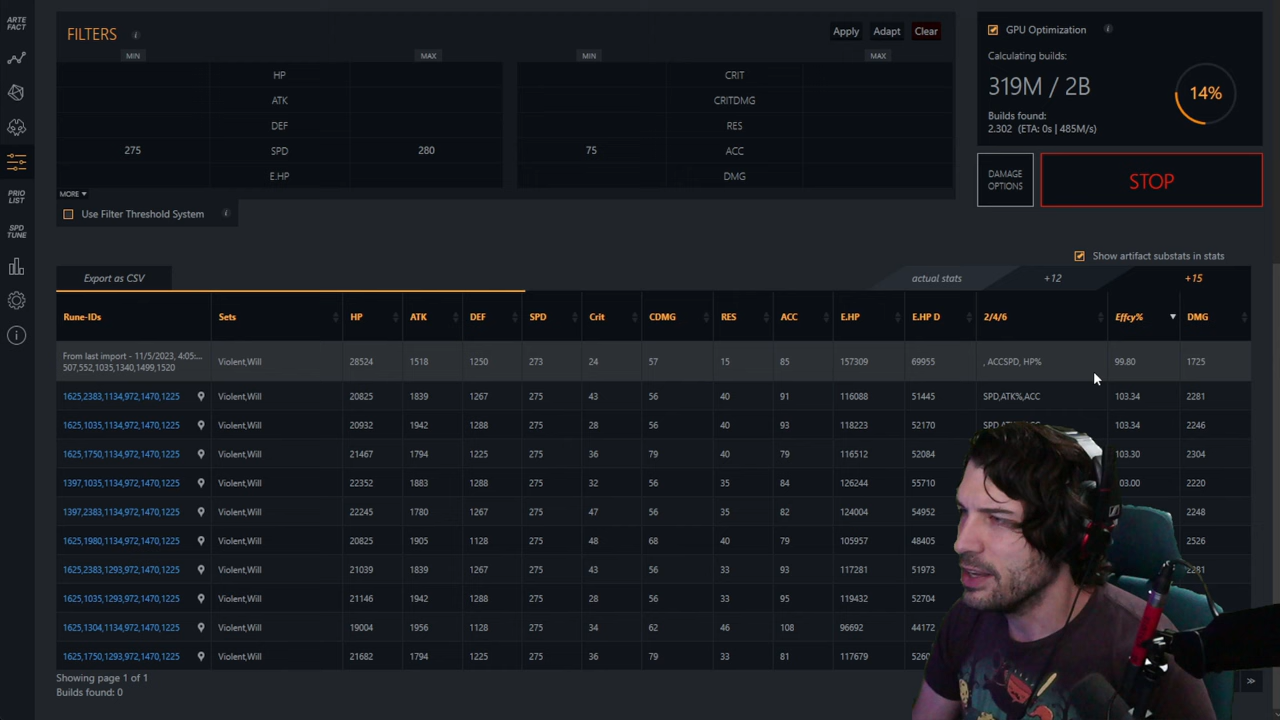 ARTE
FACT
PRIO
LIST
SPD
TUNE
FILTERS
Apply
Adapt
Clear
MIN MAX MIN MAX
HP CRIT
ATK CRITDMG
DEF RES
275 SPD 280 75 ACC
E.HP DMG
MORE
Use Filter Threshold System
GPU Optimization
Calculating builds:
319M / 2B
14%
Builds found:
2.302 (ETA: 0s | 485M/s)
DAMAGE
OPTIONS
STOP
Show artifact substats in stats
Export as CSV
actual stats +12 +15
Rune-IDs Sets HP ATK DEF SPD Crit CDMG RES ACC E.HP E.HP D 2/4/6 Effcy% DMG
From last import - 11/5/2023, 4:05:...
507,552,1035,1340,1499,1520 Violent,Will 28524 1518 1250 273 24 57 15 85 157309 69955 , ACCSPD, HP% 99.80 1725
1625,2383,1134,972,1470,1225 Violent,Will 20825 1839 1267 275 43 56 40 91 116088 51445 SPD,ATK%,ACC 103.34 2281
1625,1035,1134,972,1470,1225 Violent,Will 20932 1942 1288 275 28 56 40 93 118223 52170 103.34 2246
1625,1750,1134,972,1470,1225 Violent,Will 21467 1794 1225 275 36 79 40 79 116512 52084 103.30 2304
1397,1035,1134,972,1470,1225 Violent,Will 22352 1883 1288 275 32 56 35 84 126244 55710 03.00 2220
1397,2383,1134,972,1470,1225 Violent,Will 22245 1780 1267 275 47 56 35 82 124004 54952 2248
1625,1980,1134,972,1470,1225 Violent,Will 20825 1905 1128 275 48 68 40 79 105957 48405 2526
1625,2383,1293,972,1470,1225 Violent,Will 21039 1839 1267 275 43 56 33 93 117281 51973 2281
1625,1035,1293,972,1470,1225 Violent,Will 21146 1942 1288 275 28 56 33 95 119432 52704
1625,1304,1134,972,1470,1225 Violent,Will 19004 1956 1128 275 34 62 46 108 96692 44172
1625,1750,1293,972,1470,1225 Violent,Will 21682 1794 1225 275 36 79 33 81 117679
Showing page 1 of 1
Builds found: 0